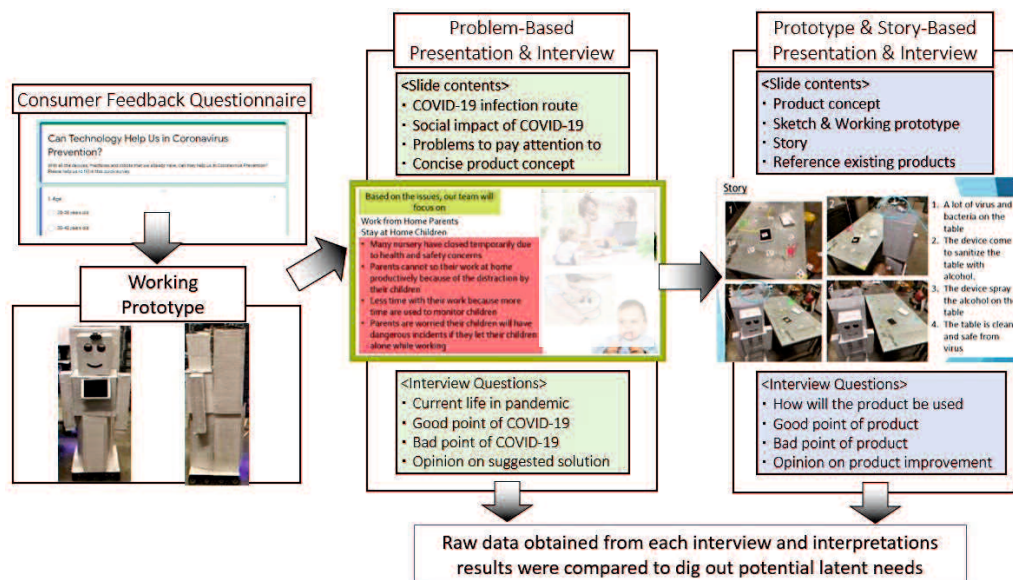 Consumer Feedback Questionnaire
Can Technology Help Us in Coronavirus
Prevention?
1. Age
Working
Prototype
Problem-Based
Presentation & Interview
<Slide contents>
• COVID-19 infection route
• Social impact of COVID-19
• Problems to pay attention to
• Concise product concept
Based on the issues, our team will
focus on
Work from Home Parents
Stay at Home Children
• Many nursery have closed temporarily due
to health and safety concerns
• Parents cannot so their work at home
productively because of the distraction by
their children
• Less time with their work because more
time are used to monitor children
• Parents are worried their children will have
dangerous incidents if they let their children
alone while working
<Interview Questions>
• Current life in pandemic
• Good point of COVID-19
• Bad point of COVID-19
• Opinion on suggested solution
Prototype & Story-Based
Presentation & Interview
<Slide contents>
• Product concept
• Sketch & Working prototype
• Story
• Reference existing products
Story
1
2
1. A lot of virus and
bacteria on the
table
2. The device come
to sanitize the
table with
alcohol.
3. The device spray
the alcohol on the
table
4. The table is clean
and safe from
virus
<Interview Questions>
• How will the product be used
• Good point of product
• Bad point of product
• Opinion on product improvement
Raw data obtained from each interview and interpretations
results were compared to dig out potential latent needs